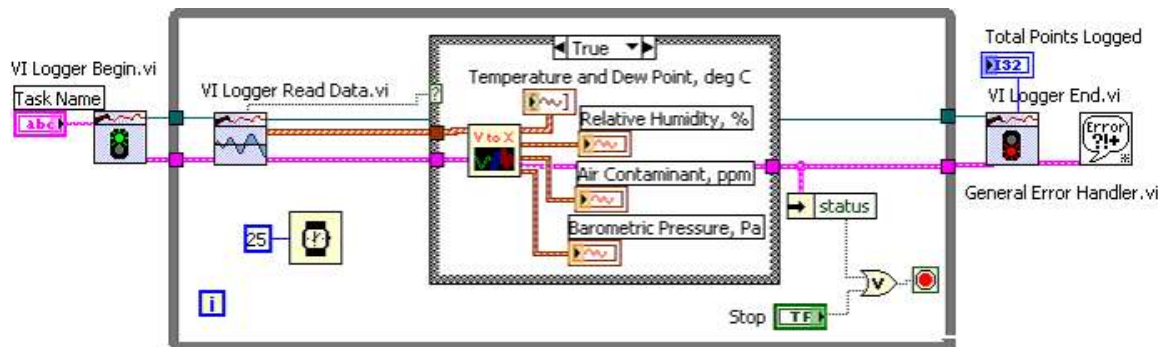 Total Points Logged
I32
True
VI Logger Begin.vi
Task Name
abc
VI Logger Read Data.vi
?
Temperature and Dew Point, deg C
VI Logger End.vi
Relative Humidity, %
V to X
Error
?!+
Air Contaminant, ppm
status
General Error Handler.vi
Barometric Pressure, Pa
25
V
i
Stop
TF